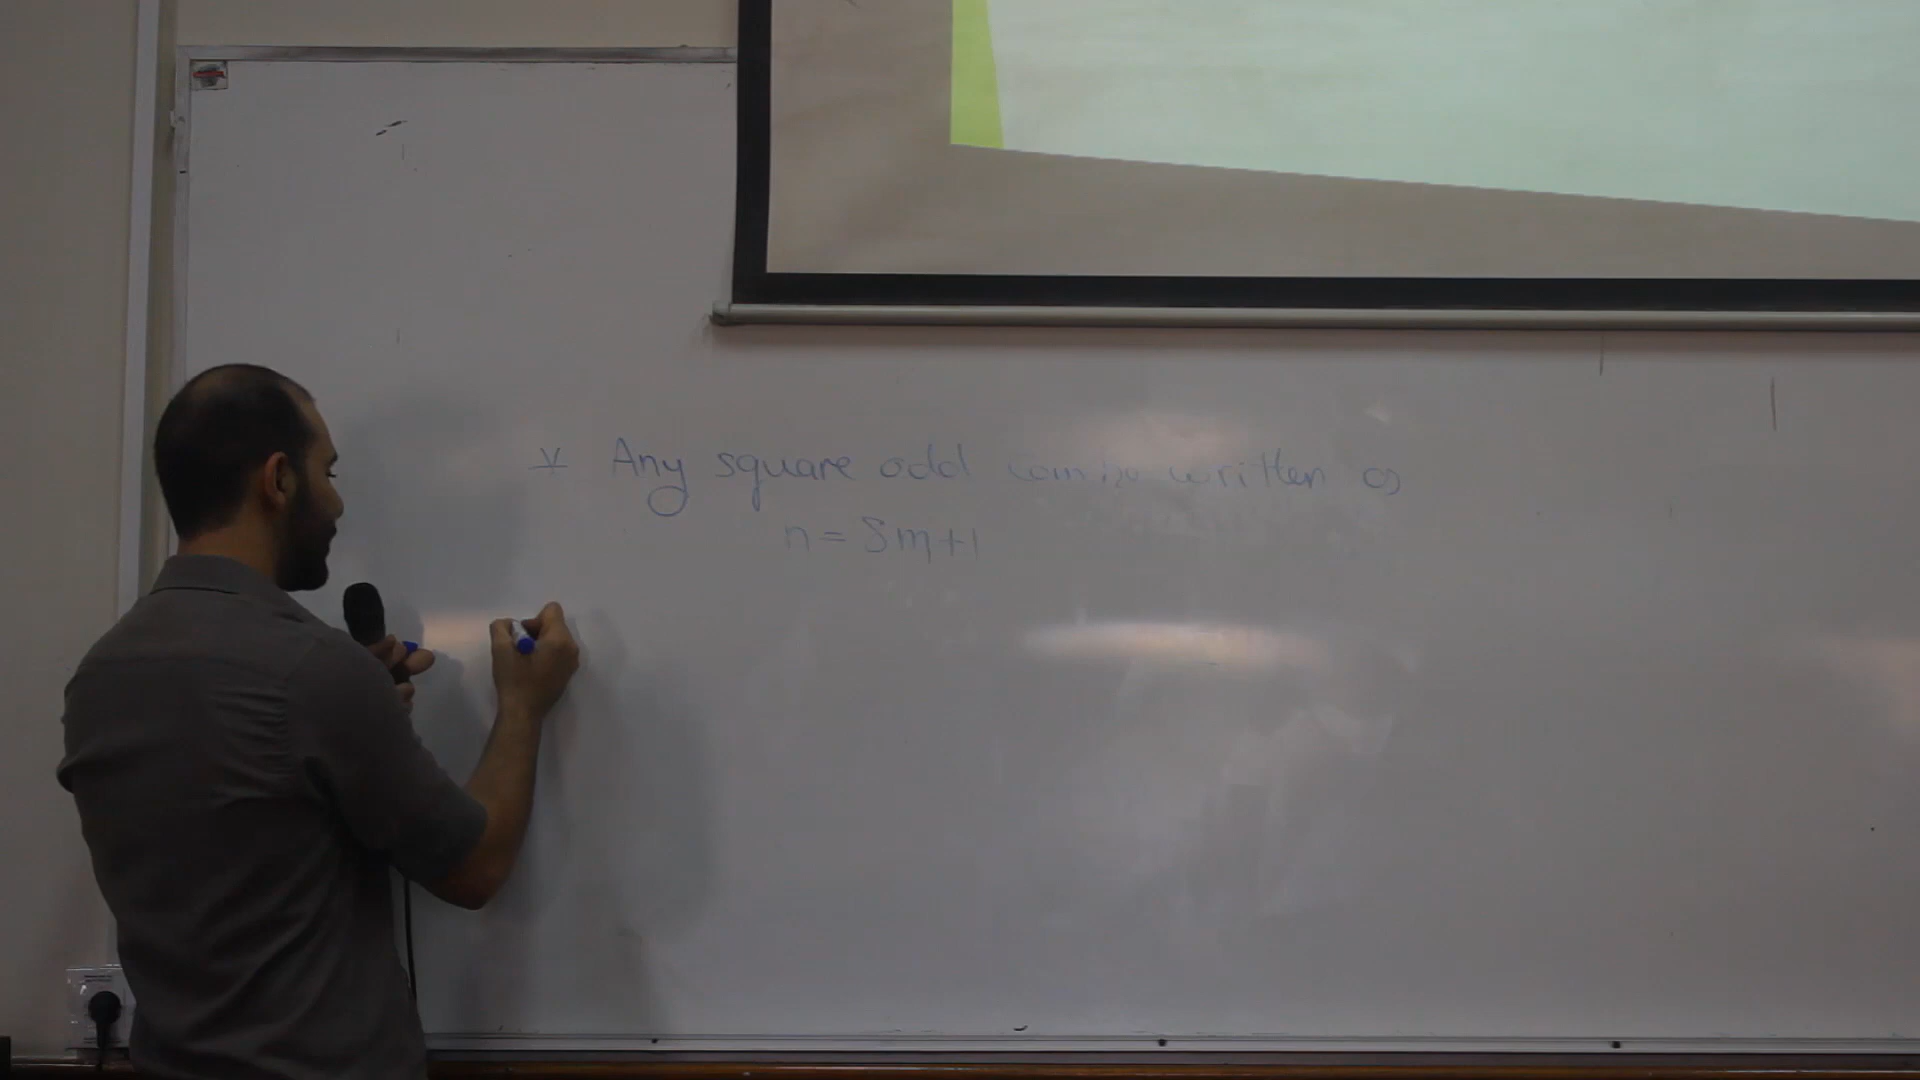 * Any square odd can be written as
n = 8m+1